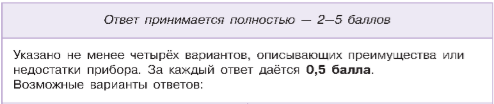 Ответ принимается полностью — 2—5 баллов
Указано не менее четырёх вариантов, описывающих преимущества или
недостатки прибора. За каждый ответ даётся 0,5 балла.
Возможные варианты ответов: